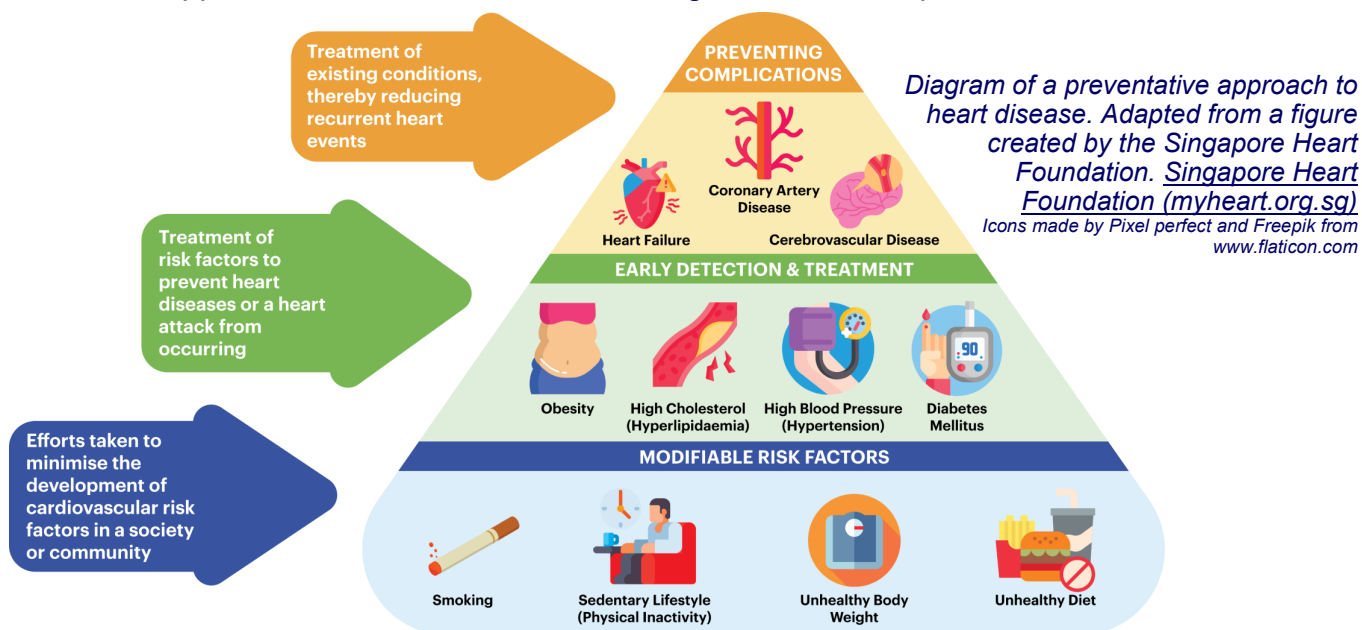 PREVENTING
COMPLICATIONS
Treatment of
existing conditions,
thereby reducing
recurrent heart
events
Coronary Artery
Disease
Heart Failure
Cerebrovascular Disease
Diagram of a preventative approach to
heart disease. Adapted from a figure
created by the Singapore Heart
Foundation. Singapore Heart
Foundation (myheart.org.sg)
Icons made by Pixel perfect and Freepik from
www.flaticon.com
EARLY DETECTION & TREATMENT
Treatment of
risk factors to
prevent heart
diseases or a heart
attack from
occurring
90
Obesity
High Cholesterol
(Hyperlipidaemia)
High Blood Pressure
(Hypertension)
Diabetes
Mellitus
MODIFIABLE RISK FACTORS
Efforts taken to
minimise the
development of
cardiovascular risk
factors in a society
or community
Smoking
Sedentary Lifestyle
(Physical Inactivity)
Unhealthy Body
Weight
Unhealthy Diet